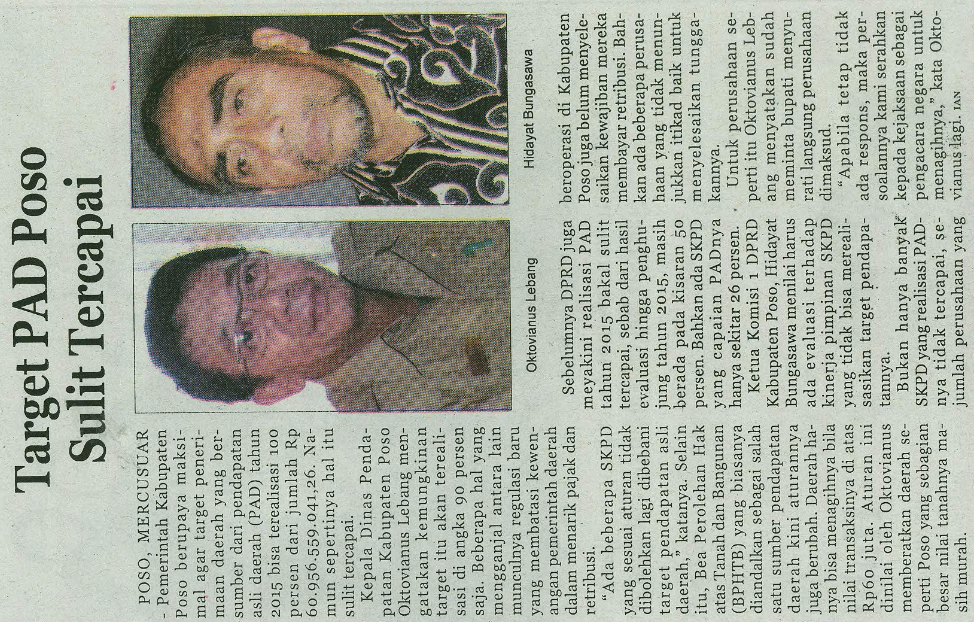 Target PAD Poso
Sulit Tercapai
POSO, MERCUSUAR
- Pemerintah Kabupaten
Poso berupaya maksi-
mal agar target peneri-
maan daerah yang ber-
sumber dari pendapatan
asli daerah (PAD) tahun
2015 bisa terealisasi 100
persen dari jumlah Rp
60.956.559.041,26. Na-
mun sepertinya hal itu
sulit tercapai.
Kepala Dinas Penda-
patan Kabupaten Poso
Oktovianus Lebang men-
gatakan kemungkinan
target itu akan tereali-
sasi di angka 90 persen
saja. Beberapa hal yang
mengganjal antara lain
munculnya regulasi baru
yang membatasi kewen-
angan pemerintah daerah
dalam menarik pajak dan
retribusi.
"Ada beberapa SKPD
yang sesuai aturan tidak
dibolehkan lagi dibebani
target pendapatan asli
daerah," katanya. Selain
itu, Bea Perolehan Hak
atas Tanah dan Bangunan
(BPHTB) yang biasanya
diandalkan sebagai salah
satu sumber pendapatan
daerah kini aturannya
juga berubah. Daerah ha-
nya bisa menagihnya bila
nilai transaksinya di atas
Rp60 juta. Aturan ini
dinilai oleh Oktovianus
memberatkan daerah se-
perti Poso yang sebagian
besar nilai tanahnya ma-
sih murah.
Oktovianus Lebang
Hidayat Bungasawa
Sebelumnya DPRD juga
meyakini realisasi PAD
tahun 2015 bakal sulit
tercapai, sebab dari hasil
evaluasi hingga penghu-
jung tahun 2015, masih
berada pada kisaran 50
persen. Bahkan ada SKPD
yang capaian PADnya
hanya sekitar 26 persen.
Ketua Komisi 1 DPRD
Kabupaten Poso, Hidayat
Bungasawa menilai harus
ada evaluasi terhadap
kinerja pimpinan SKPD
yang tidak bisa mereali-
sasikan target pendapa-
tannya.
Bukan hanya banyak
SKPD yang realisasi PAD-
nya tidak tercapai, se-
jumlah perusahaan yang
beroperasi di Kabupaten
Poso juga belum menyele-
saikan kewajiban mereka
membayar retribusi. Bah-
kan ada beberapa perusa-
haan yang tidak menun-
jukkan itikad baik untuk
menyelesaikan tungga-
kannya.
Untuk perusahaan se-
perti itu Oktovianus Leb-
ang menyatakan sudah
meminta bupati menyu-
rati langsung perusahaan
dimaksud.
"Apabila tetap tidak
ada respons, maka per-
soalannya kami serahkan
kepada kejaksaan sebagai
pengacara negara untuk
menagihnya," kata Okto-
vianus lagi. IAN